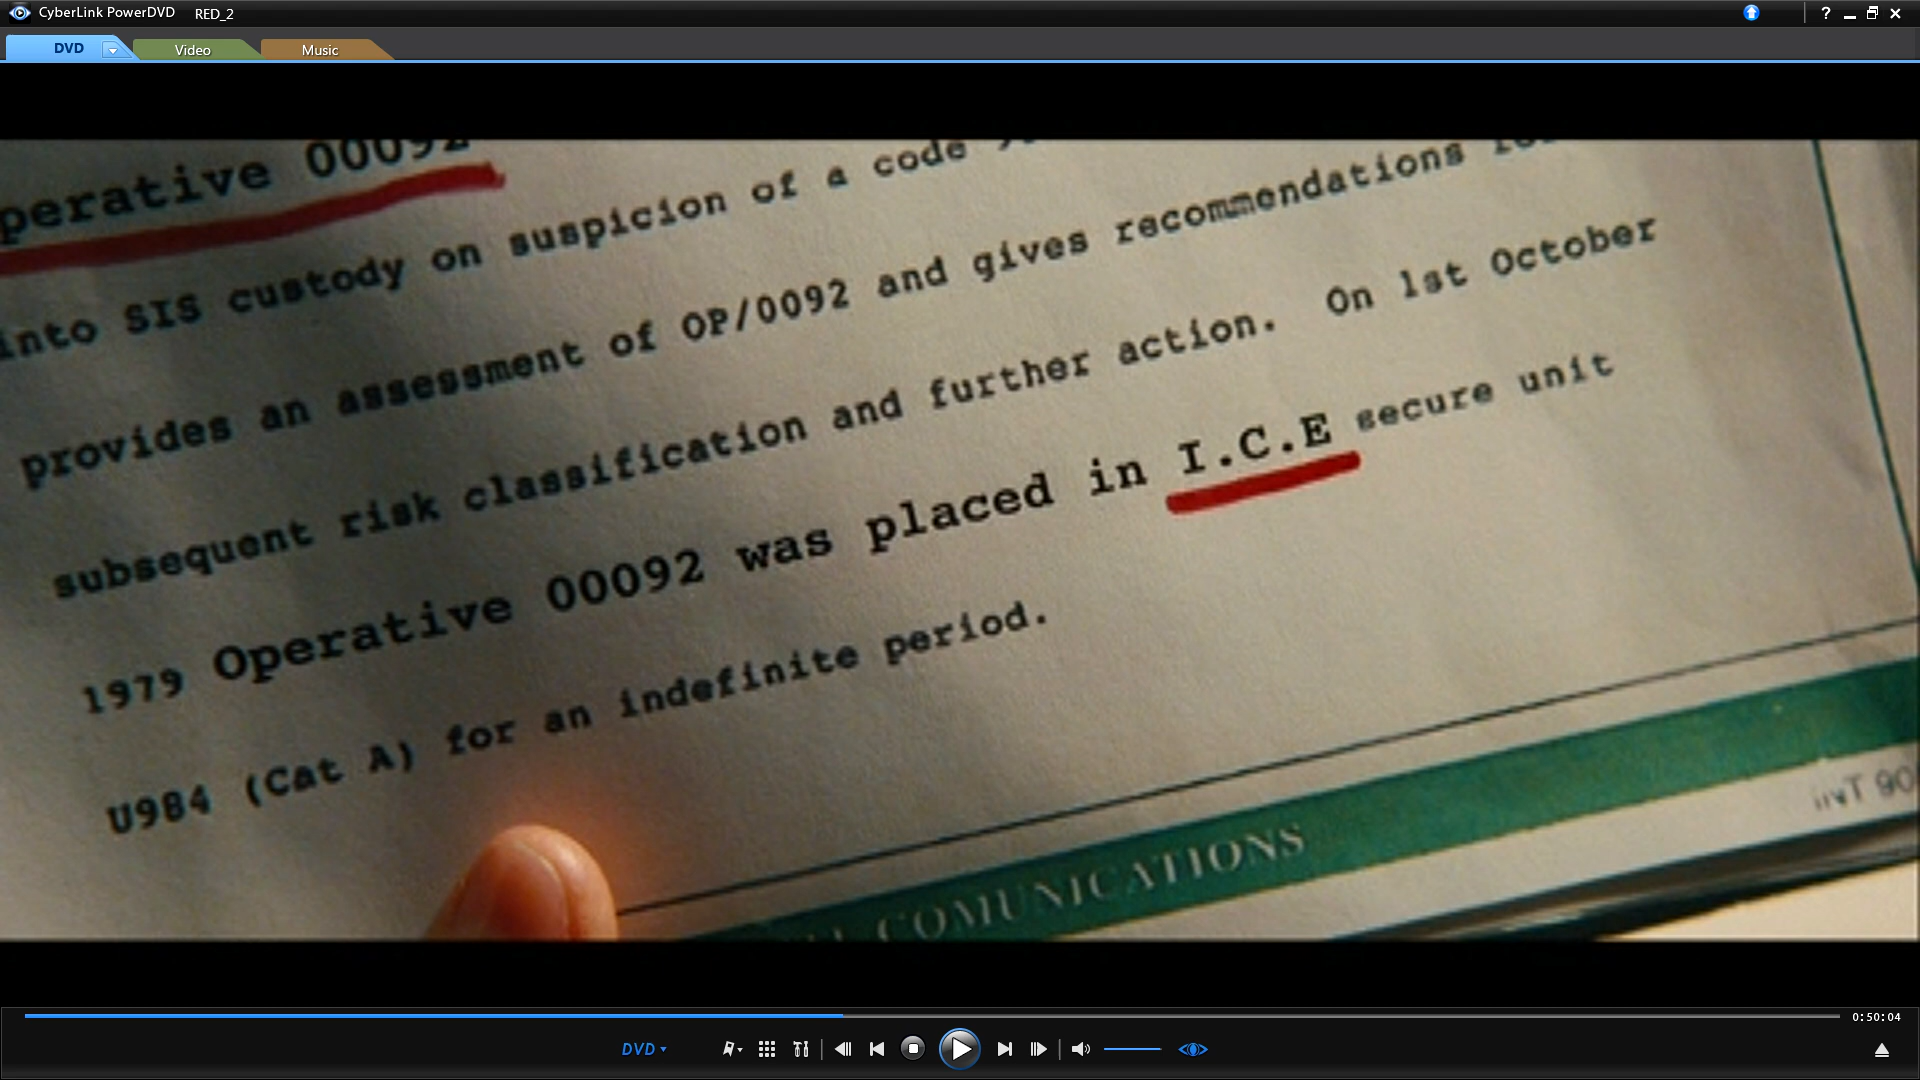 CyberLink PowerDVD RED_2
DVD Video Music
perative 00092
into SIS custody on suspicion of a code
provides an assessment of OP/0092 and gives recommendations
subsequent risk classification and further action. On 1st October
1979 Operative 00092 was placed in I.C.E secure unit
U984 (Cat A) for an indefinite period.
COMUNICATIONS
0:50:04
DVD